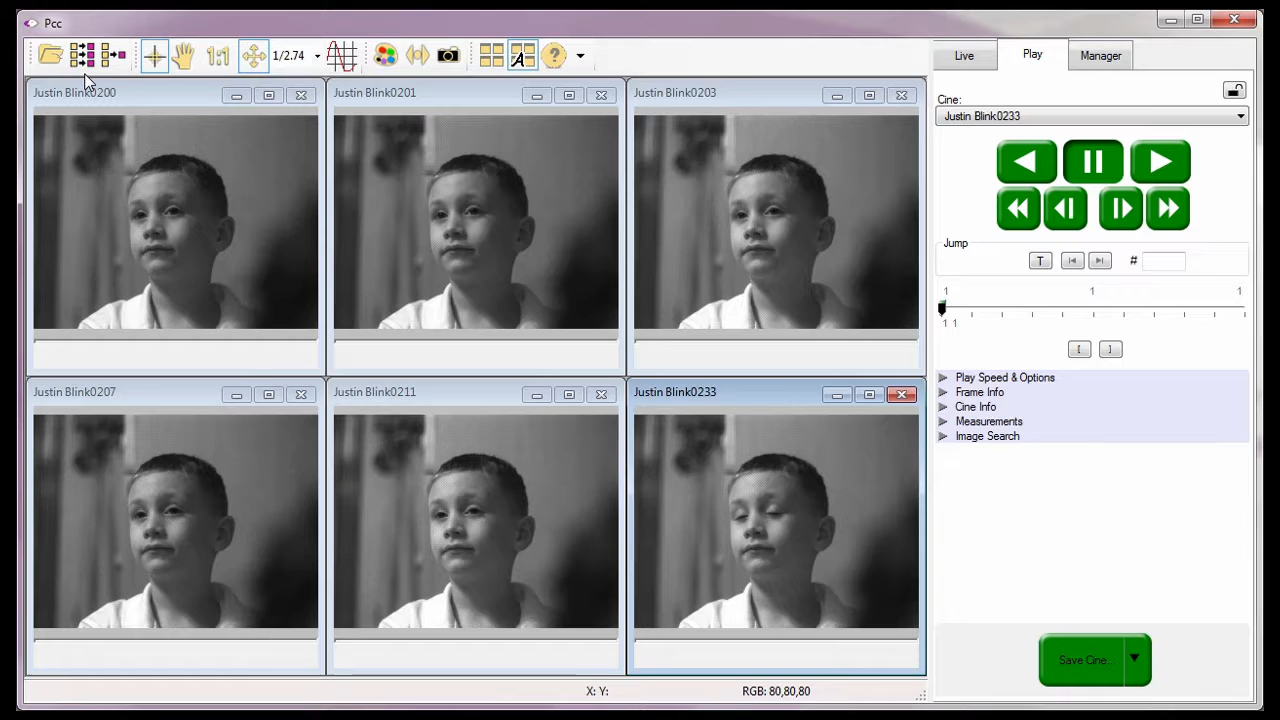 Pcc
1:1
1/2.74
A
?
Live
Play
Manager
Justin Blink0200
Justin Blink0201
Justin Blink0203
Cine:
Justin Blink0233
Jump
T
#
1
1
1
1 1
[
]
Justin Blink0207
Justin Blink0211
Justin Blink0233
Play Speed & Options
Frame Info
Cine Info
Measurements
Image Search
Save Cine...
X: Y:
RGB: 80,80,80